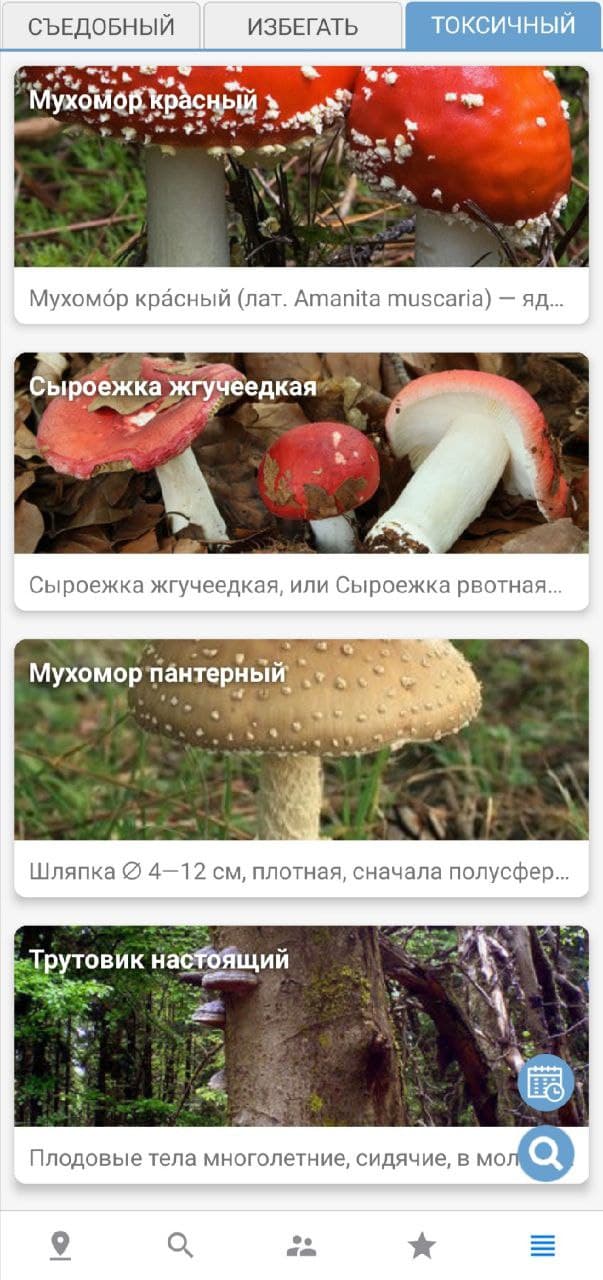 СЪЕДОБНЫЙ ИЗБЕГАТЬ ТОКСИЧНЫЙ
Мухомор красный
Мухомо́р кра́сный (лат. Amanita muscaria) — яд...
Сыроежка жгучеедкая
Сыроежка жгучеедкая, или Сыроежка рвотная...
Мухомор пантерный
Шляпка ∅ 4—12 см, плотная, сначала полусфер...
Трутовик настоящий
Плодовые тела многолетние, сидячие, в мол